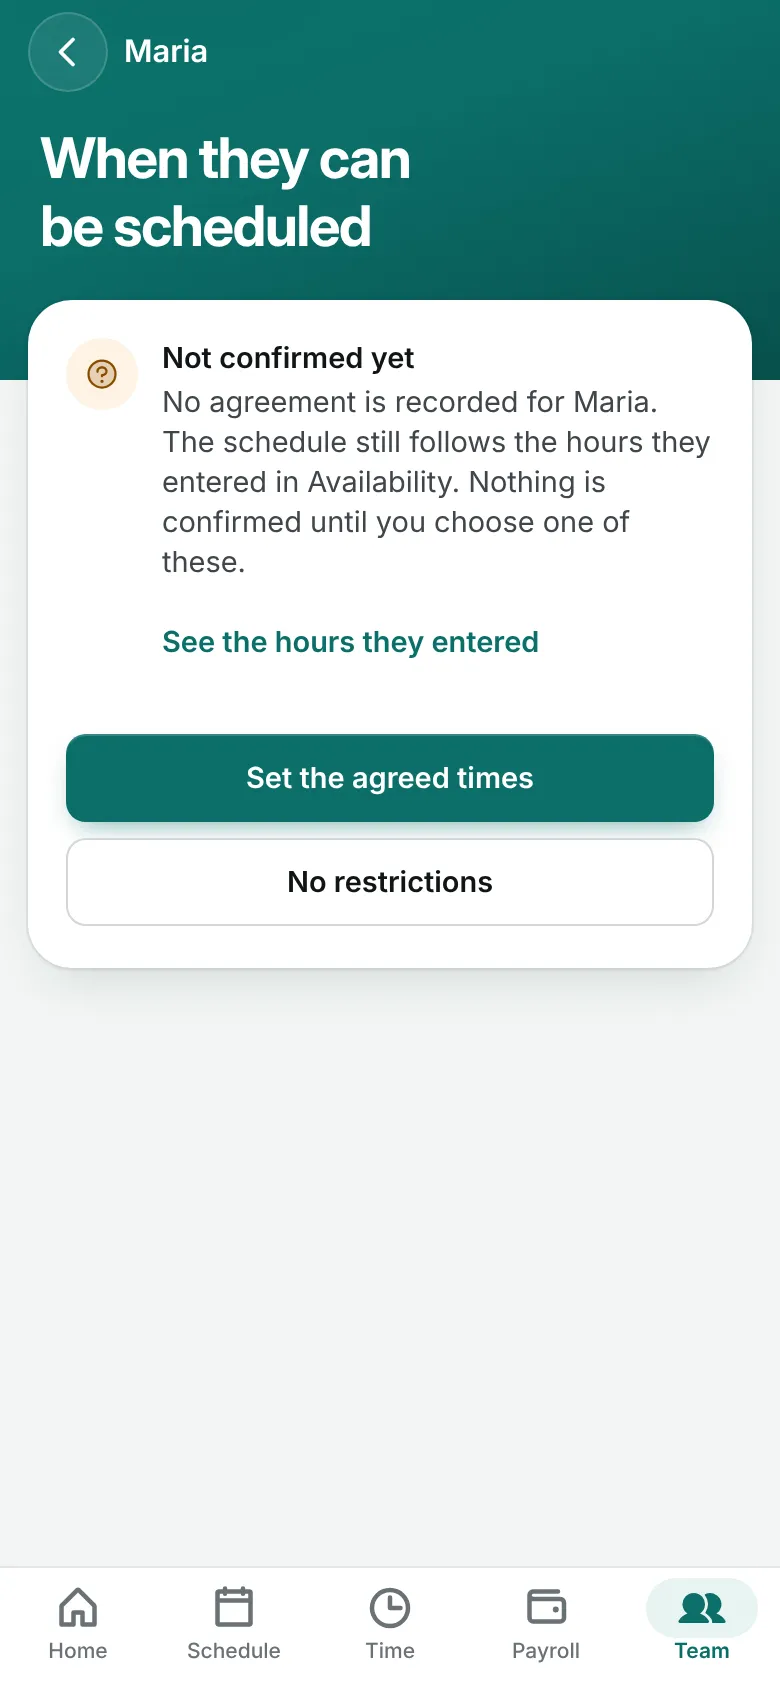 Maria
When they can
be scheduled
Not confirmed yet
No agreement is recorded for Maria.
The schedule still follows the hours they
entered in Availability. Nothing is
confirmed until you choose one of
these.
See the hours they entered
Set the agreed times
No restrictions
Home
Schedule
Time
Payroll
Team